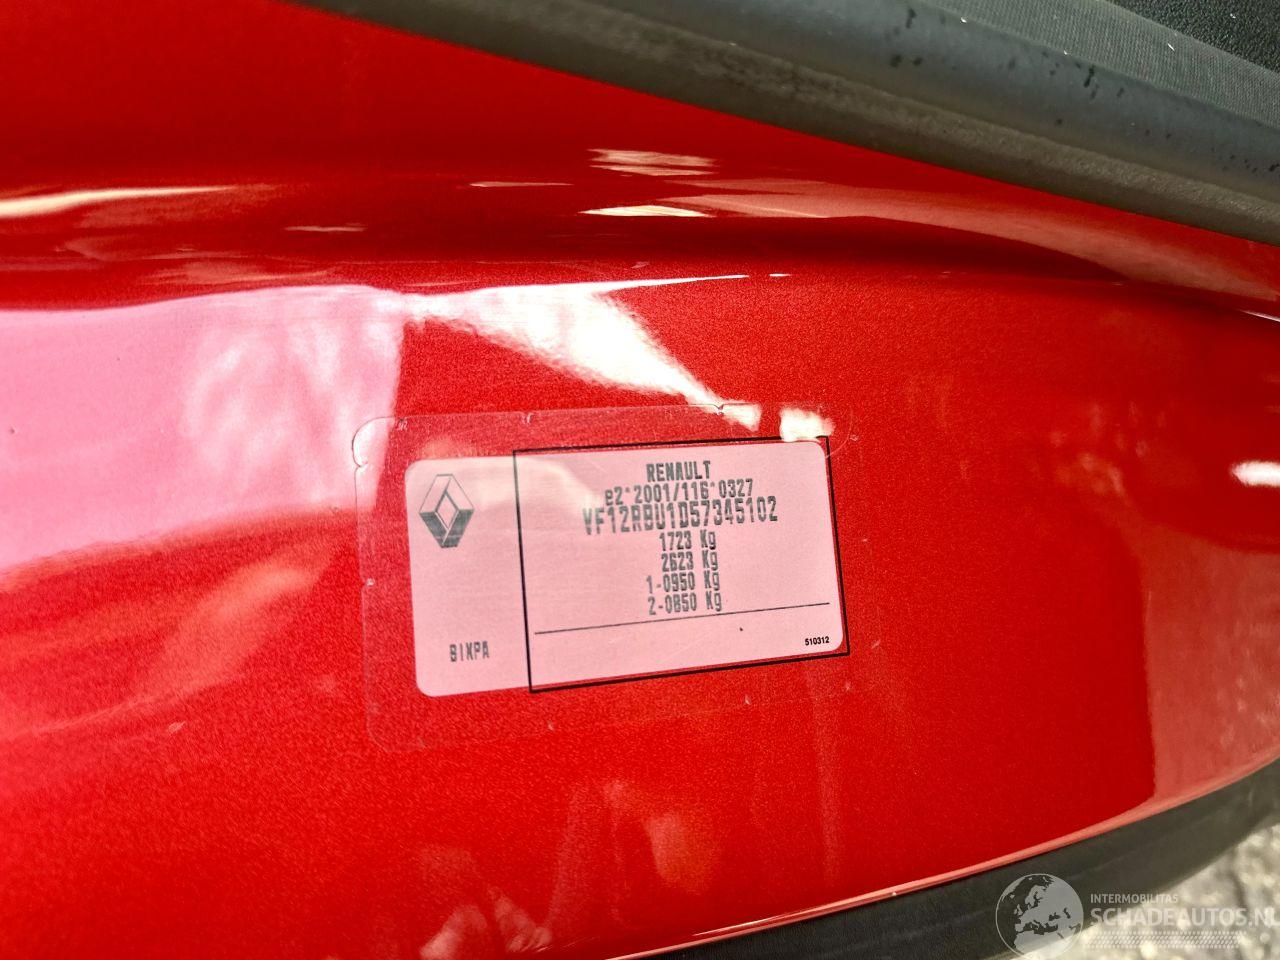 RENAULT
e2*2001/116*0327
VF12RBU1D57345102
1723 Kg
2623 Kg
1-0950 Kg
2-0850 Kg
510312
BIXPA
INTERMOBILITAS
SCHADEAUTOS.NL